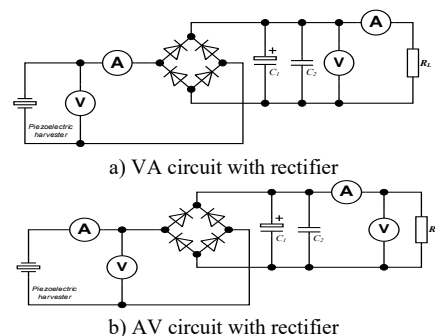 A
A
+
V
C1
C2
V
RL
Piezoelectric
harvester
a) VA circuit with rectifier
A
A
+
V
C1
C2
V
R
Piezoelectric
harvester
b) AV circuit with rectifier